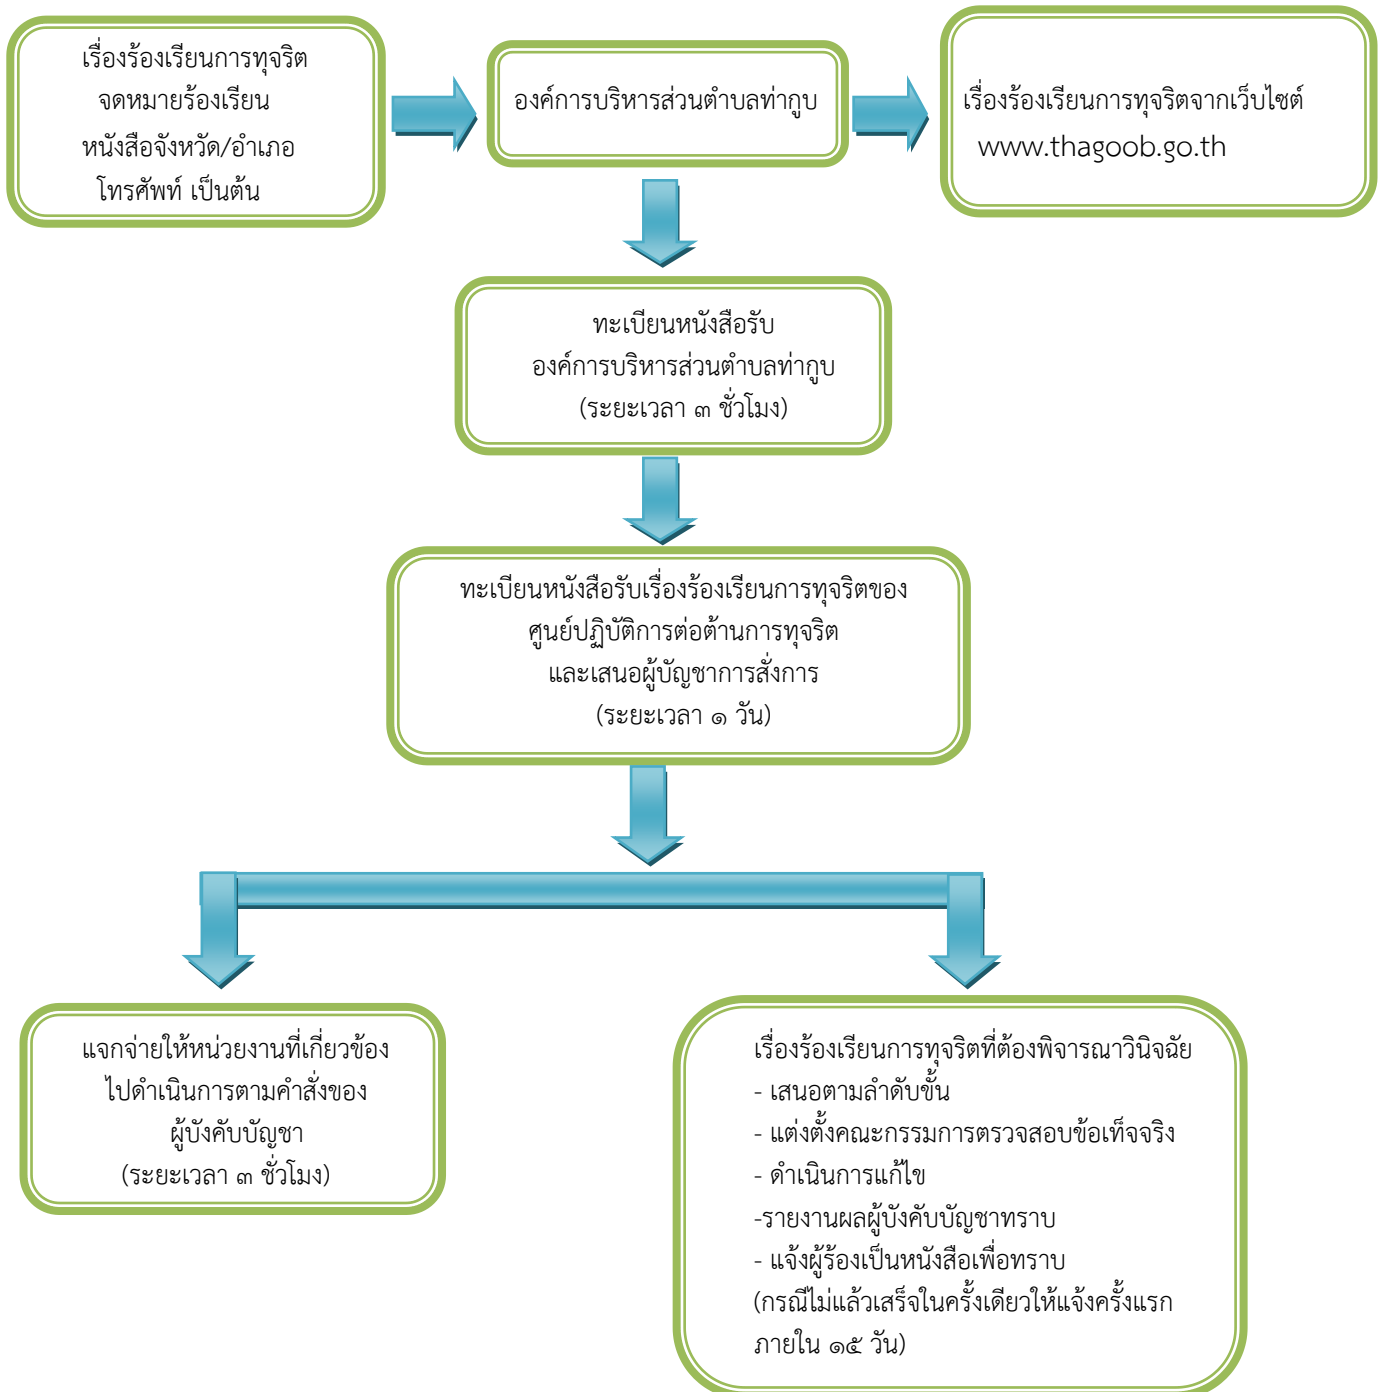 เรื่องร้องเรียนการทุจริต
จดหมายร้องเรียน
หนังสือจังหวัด/อำเภอ
โทรศัพท์ เป็นต้น
องค์การบริหารส่วนตำบลท่ากูบ
เรื่องร้องเรียนการทุจริตจากเว็บไซต์
www.thagoob.go.th
ทะเบียนหนังสือรับ
องค์การบริหารส่วนตำบลท่ากูบ
(ระยะเวลา ๓ ชั่วโมง)
ทะเบียนหนังสือรับเรื่องร้องเรียนการทุจริตของ
ศูนย์ปฏิบัติการต่อต้านการทุจริต
และเสนอผู้บัญชาการสั่งการ
(ระยะเวลา ๑ วัน)
แจกจ่ายให้หน่วยงานที่เกี่ยวข้อง
ไปดำเนินการตามคำสั่งของ
ผู้บังคับบัญชา
(ระยะเวลา ๓ ชั่วโมง)
เรื่องร้องเรียนการทุจริตที่ต้องพิจารณาวินิจฉัย
- เสนอตามลำดับขั้น
- แต่งตั้งคณะกรรมการตรวจสอบข้อเท็จจริง
- ดำเนินการแก้ไข
-รายงานผลผู้บังคับบัญชาทราบ
- แจ้งผู้ร้องเป็นหนังสือเพื่อทราบ
(กรณีไม่แล้วเสร็จในครั้งเดียวให้แจ้งครั้งแรก
ภายใน ๑๕ วัน)